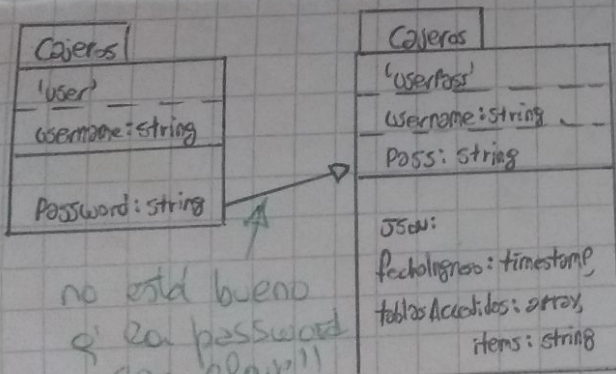 Cajeros
'user'
username: string
Password: string
no está bueno
q' la password
Cajeros
'userPass'
username: string
Pass: string
JSON:
fechaIngreso: timestamp,
tablasAccedidas: array,
items: string